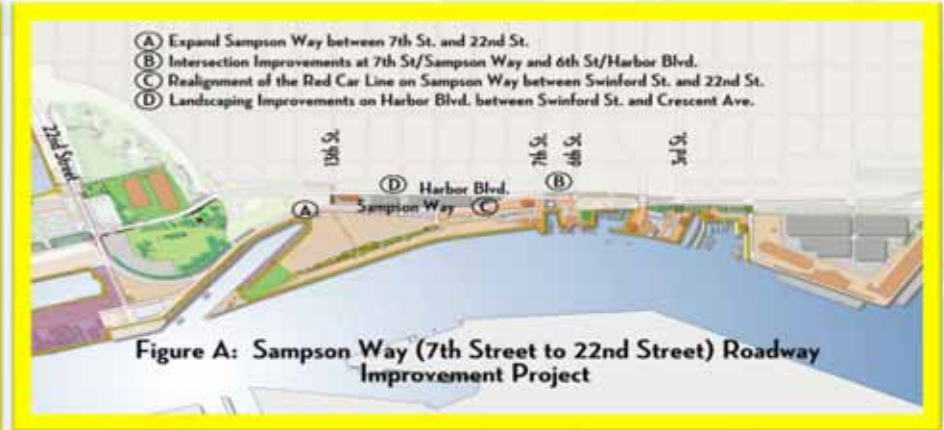 Ⓐ Expand Sampson Way between 7th St. and 22nd St.
Ⓑ Intersection Improvements at 7th St/Sampson Way and 6th St/Harbor Blvd.
Ⓒ Realignment of the Red Car Line on Sampson Way between Swinford St. and 22nd St.
Ⓓ Landscaping Improvements on Harbor Blvd. between Swinford St. and Crescent Ave.
22nd Street
13th St.
7th St.
6th St.
3rd St.
Ⓓ Harbor Blvd.
Ⓑ
Ⓐ Sampson Way Ⓒ
Figure A: Sampson Way (7th Street to 22nd Street) Roadway
Improvement Project